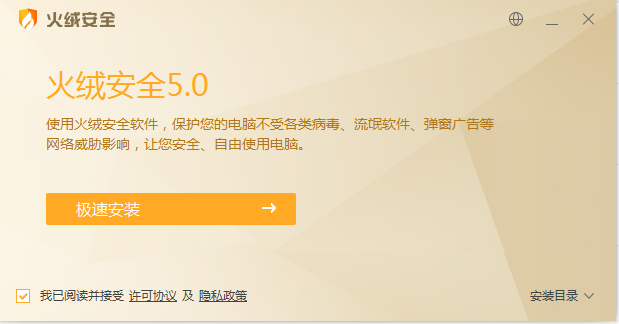 火绒安全
火绒安全5.0
使用火绒安全软件，保护您的电脑不受各类病毒、流氓软件、弹窗广告等
网络威胁影响，让您安全、自由使用电脑。
极速安装
我已阅读并接受 许可协议 及 隐私政策
安装目录